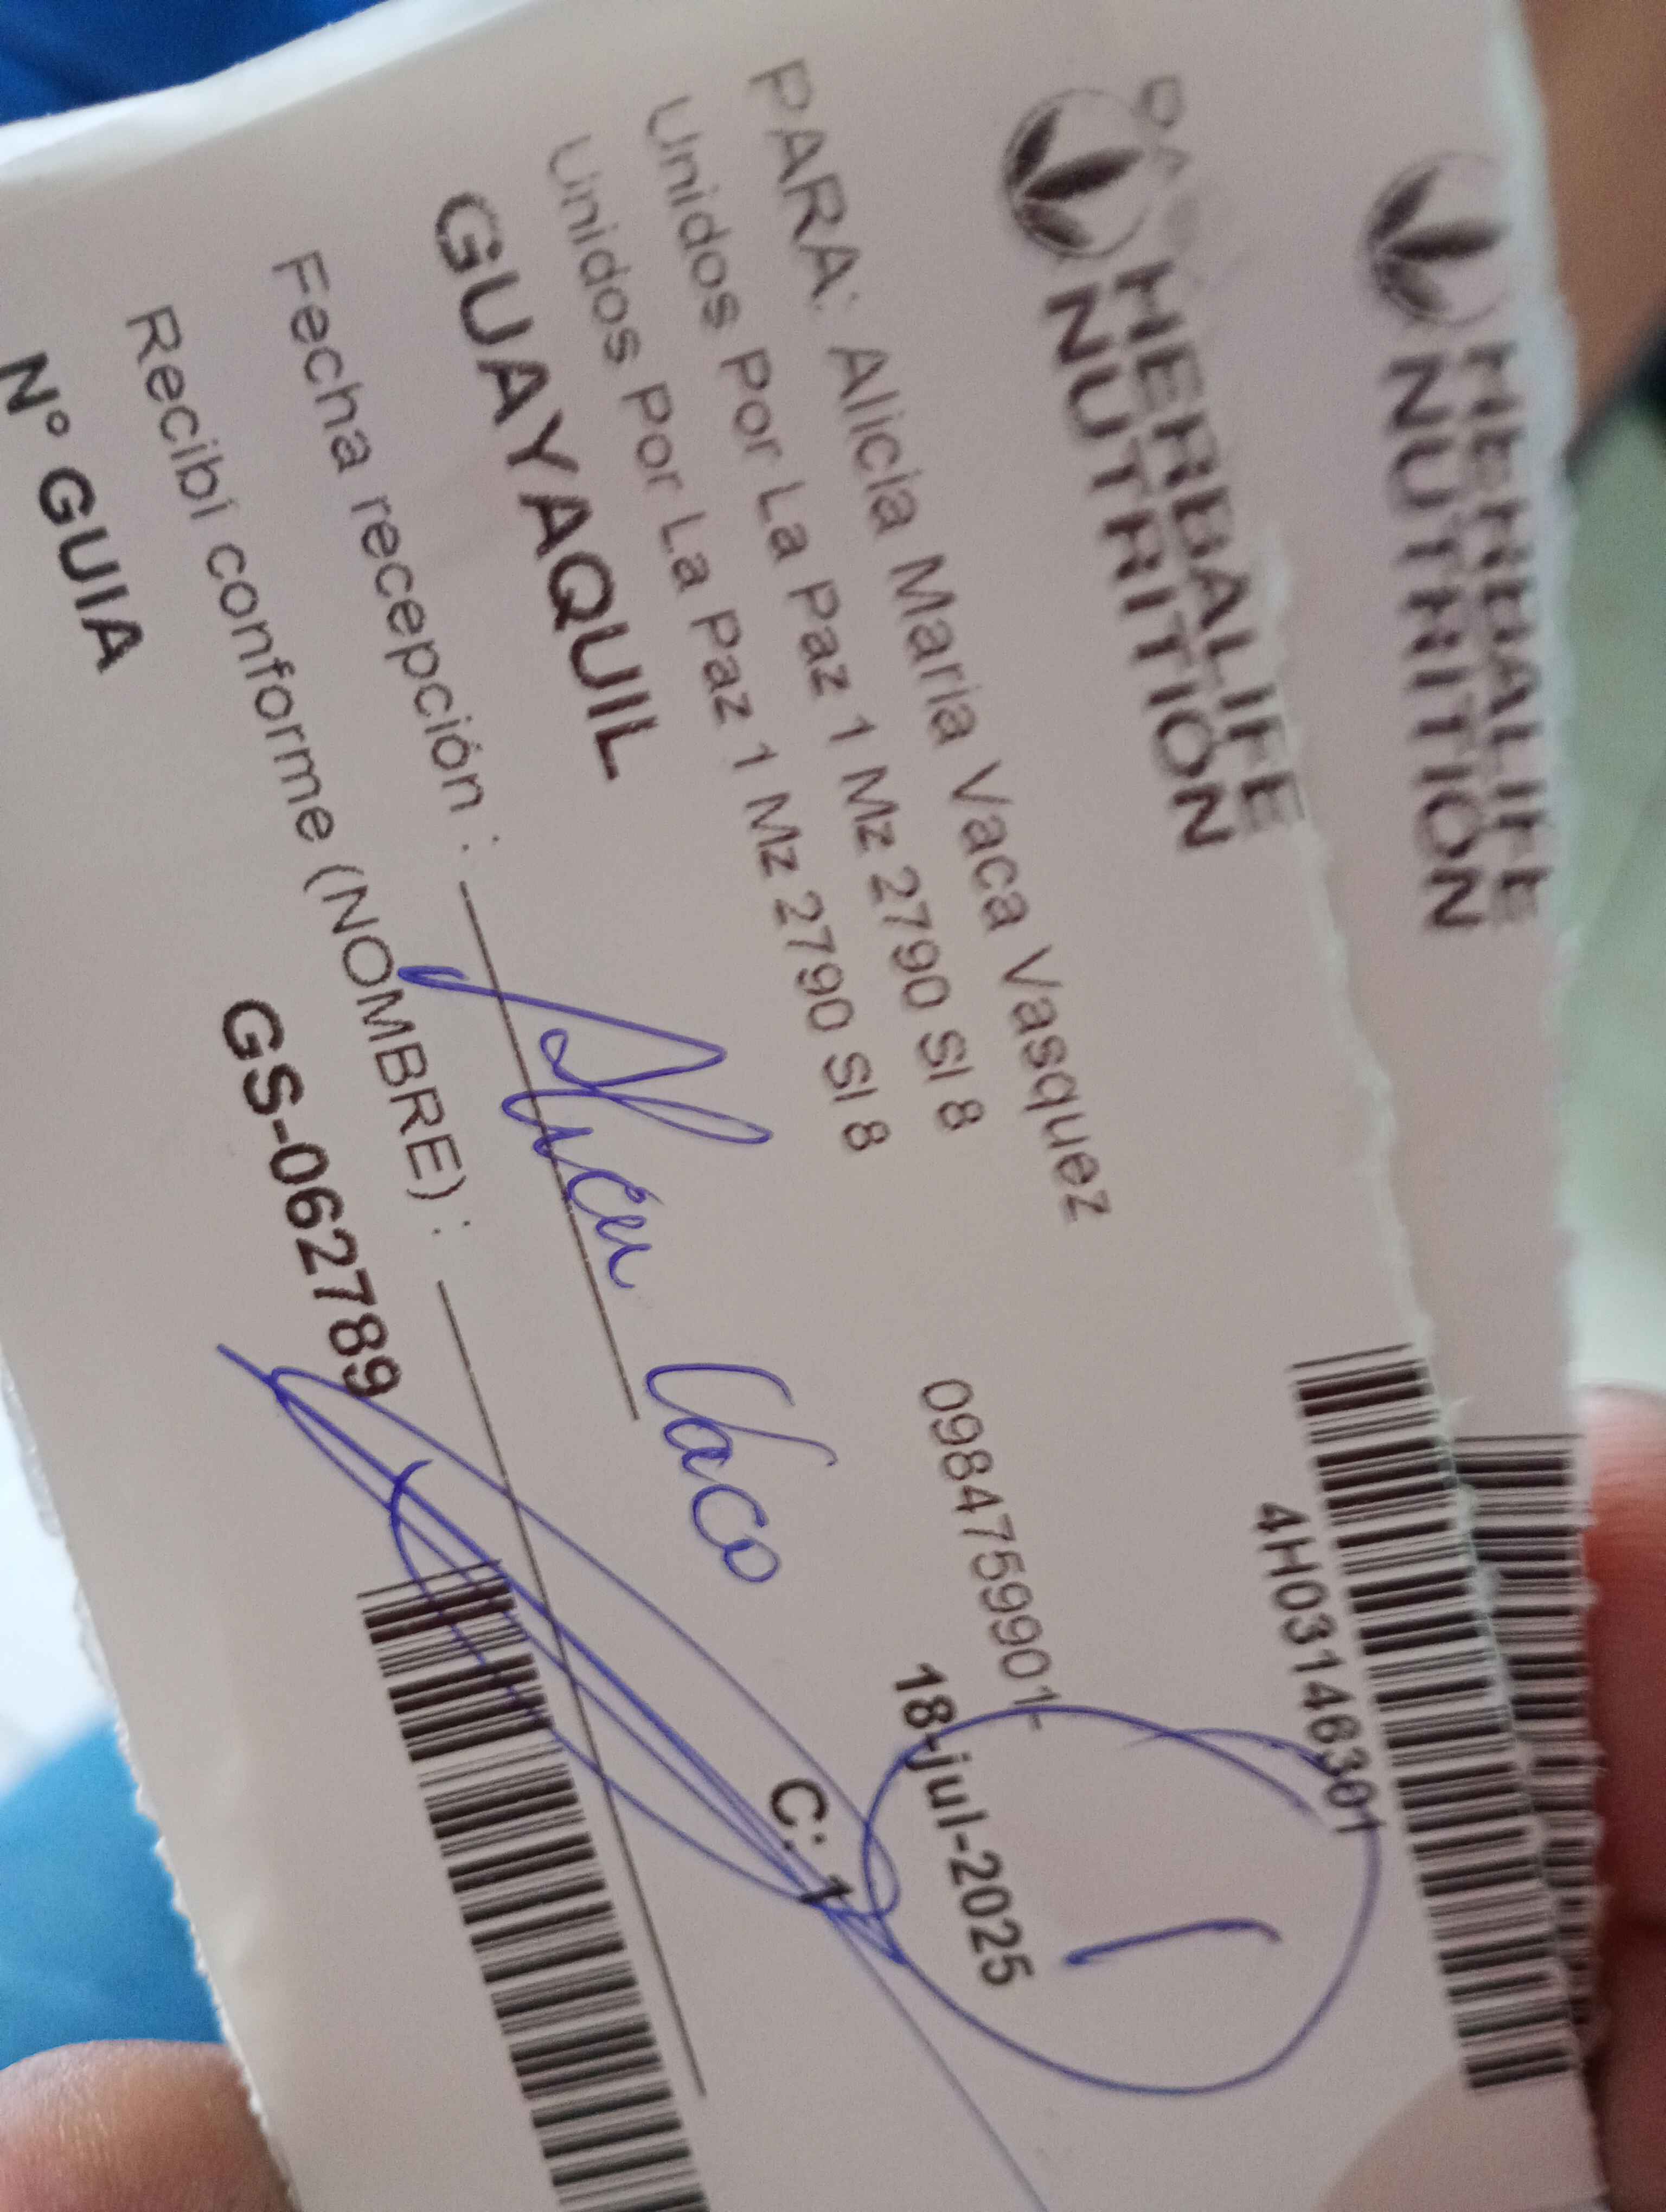 HERBALIFE
NUTRITION
HERBALIFE
NUTRITION
4H03146301
PARA: Alicia Maria Vaca Vasquez
Unidos Por La Paz 1 Mz 2790 Sl 8
0984759901-
Unidos Por La Paz 1 Mz 2790 Sl 8
18-jul-2025
GUAYAQUIL
C: 1
Fecha recepción :
Vaca
Recibí conforme (NOMBRE) :
N° GUIA
GS-062789
1